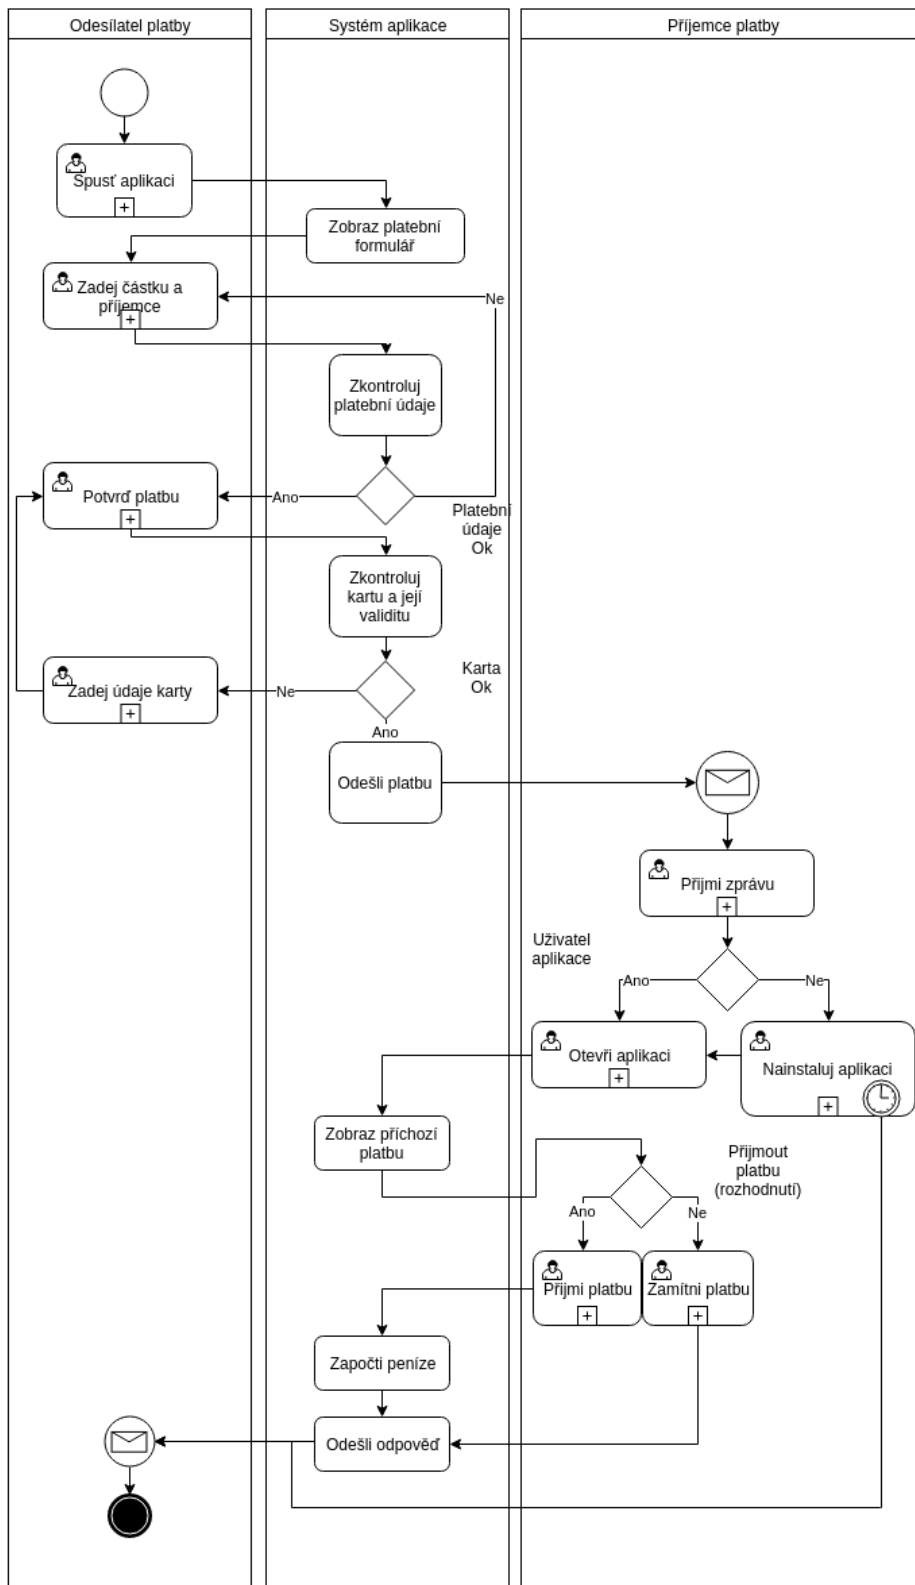 Odesílatel platby
Systém aplikace
Příjemce platby
Spusť aplikaci
Zobraz platební
formulář
Zadej částku a
příjemce
Ne
Zkontroluj
platební údaje
Potvrď platbu
Ano
Platební
údaje
Ok
Zkontroluj
kartu a její
validitu
Karta
Ok
Zadej údaje karty
Ne
Ano
Odešli platbu
Přijmi zprávu
Uživatel
aplikace
Ano
Ne
Otevři aplikaci
Nainstaluj aplikaci
Zobraz příchozí
platbu
Přijmout
platbu
(rozhodnutí)
Ano
Ne
Přijmi platbu
Zamítni platbu
Započti peníze
Odešli odpověď